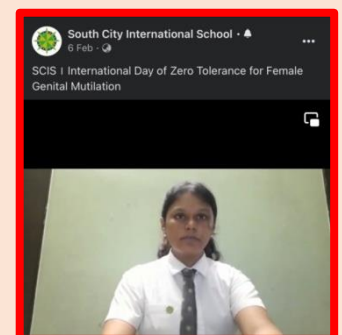 South City International School
6 Feb
SCIS | International Day of Zero Tolerance for Female
Genital Mutilation